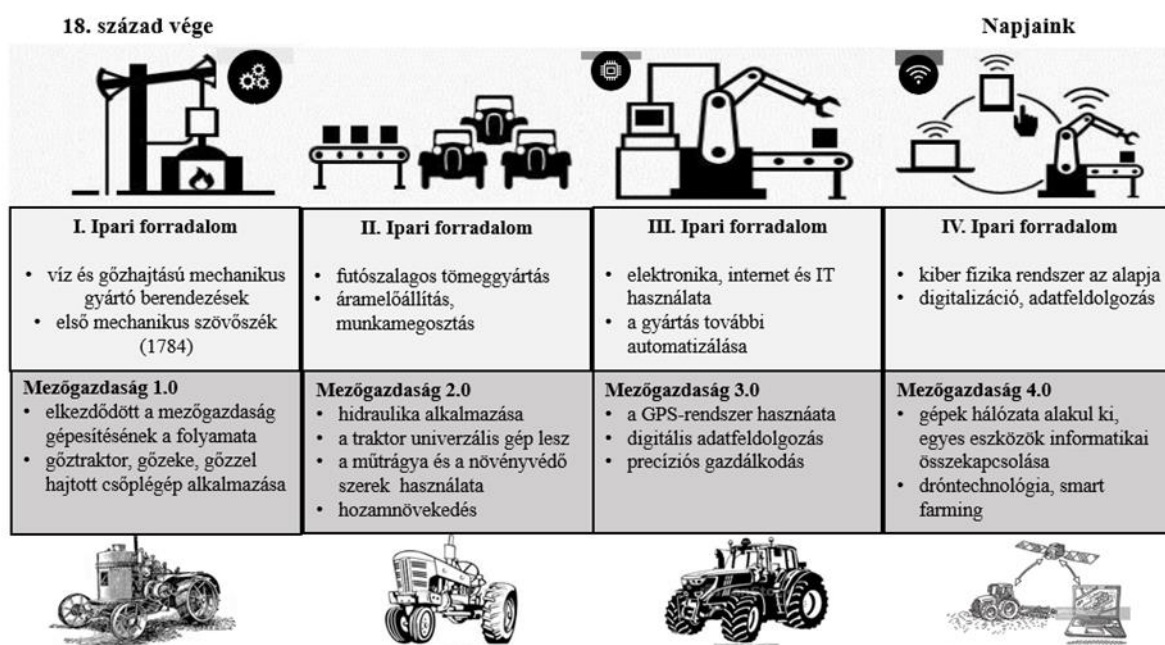 18. század vége
Napjaink
I. Ipari forradalom
• víz és gőzhajtású mechanikus
gyártó berendezések
• első mechanikus szövőszék
(1784)
II. Ipari forradalom
• futószalagos tömeggyártás
• áramelőállítás,
munkamegosztás
III. Ipari forradalom
• elektronika, internet és IT
használata
• a gyártás további
automatizálása
IV. Ipari forradalom
• kiber fízika rendszer az alapja
• digitalizáció, adatfeldolgozás
Mezőgazdaság 1.0
• elkezdődött a mezőgazdaság
gépesítésének a folyamata
• gőztraktor, gőzeke, gőzzel
hajtott csőplégép alkalmazása
Mezőgazdaság 2.0
• hidraulika alkalmazása
• a traktor univerzális gép lesz
• a műtrágya és a növényvédő
szerek használata
• hozamnövekedés
Mezőgazdaság 3.0
• a GPS-rendszer hasznáata
• digitális adatfeldolgozás
• precíziós gazdálkodás
Mezőgazdaság 4.0
• gépek hálózata alakul ki,
egyes eszközök informatikai
összekapcsolása
• dróntechnológia, smart
farming